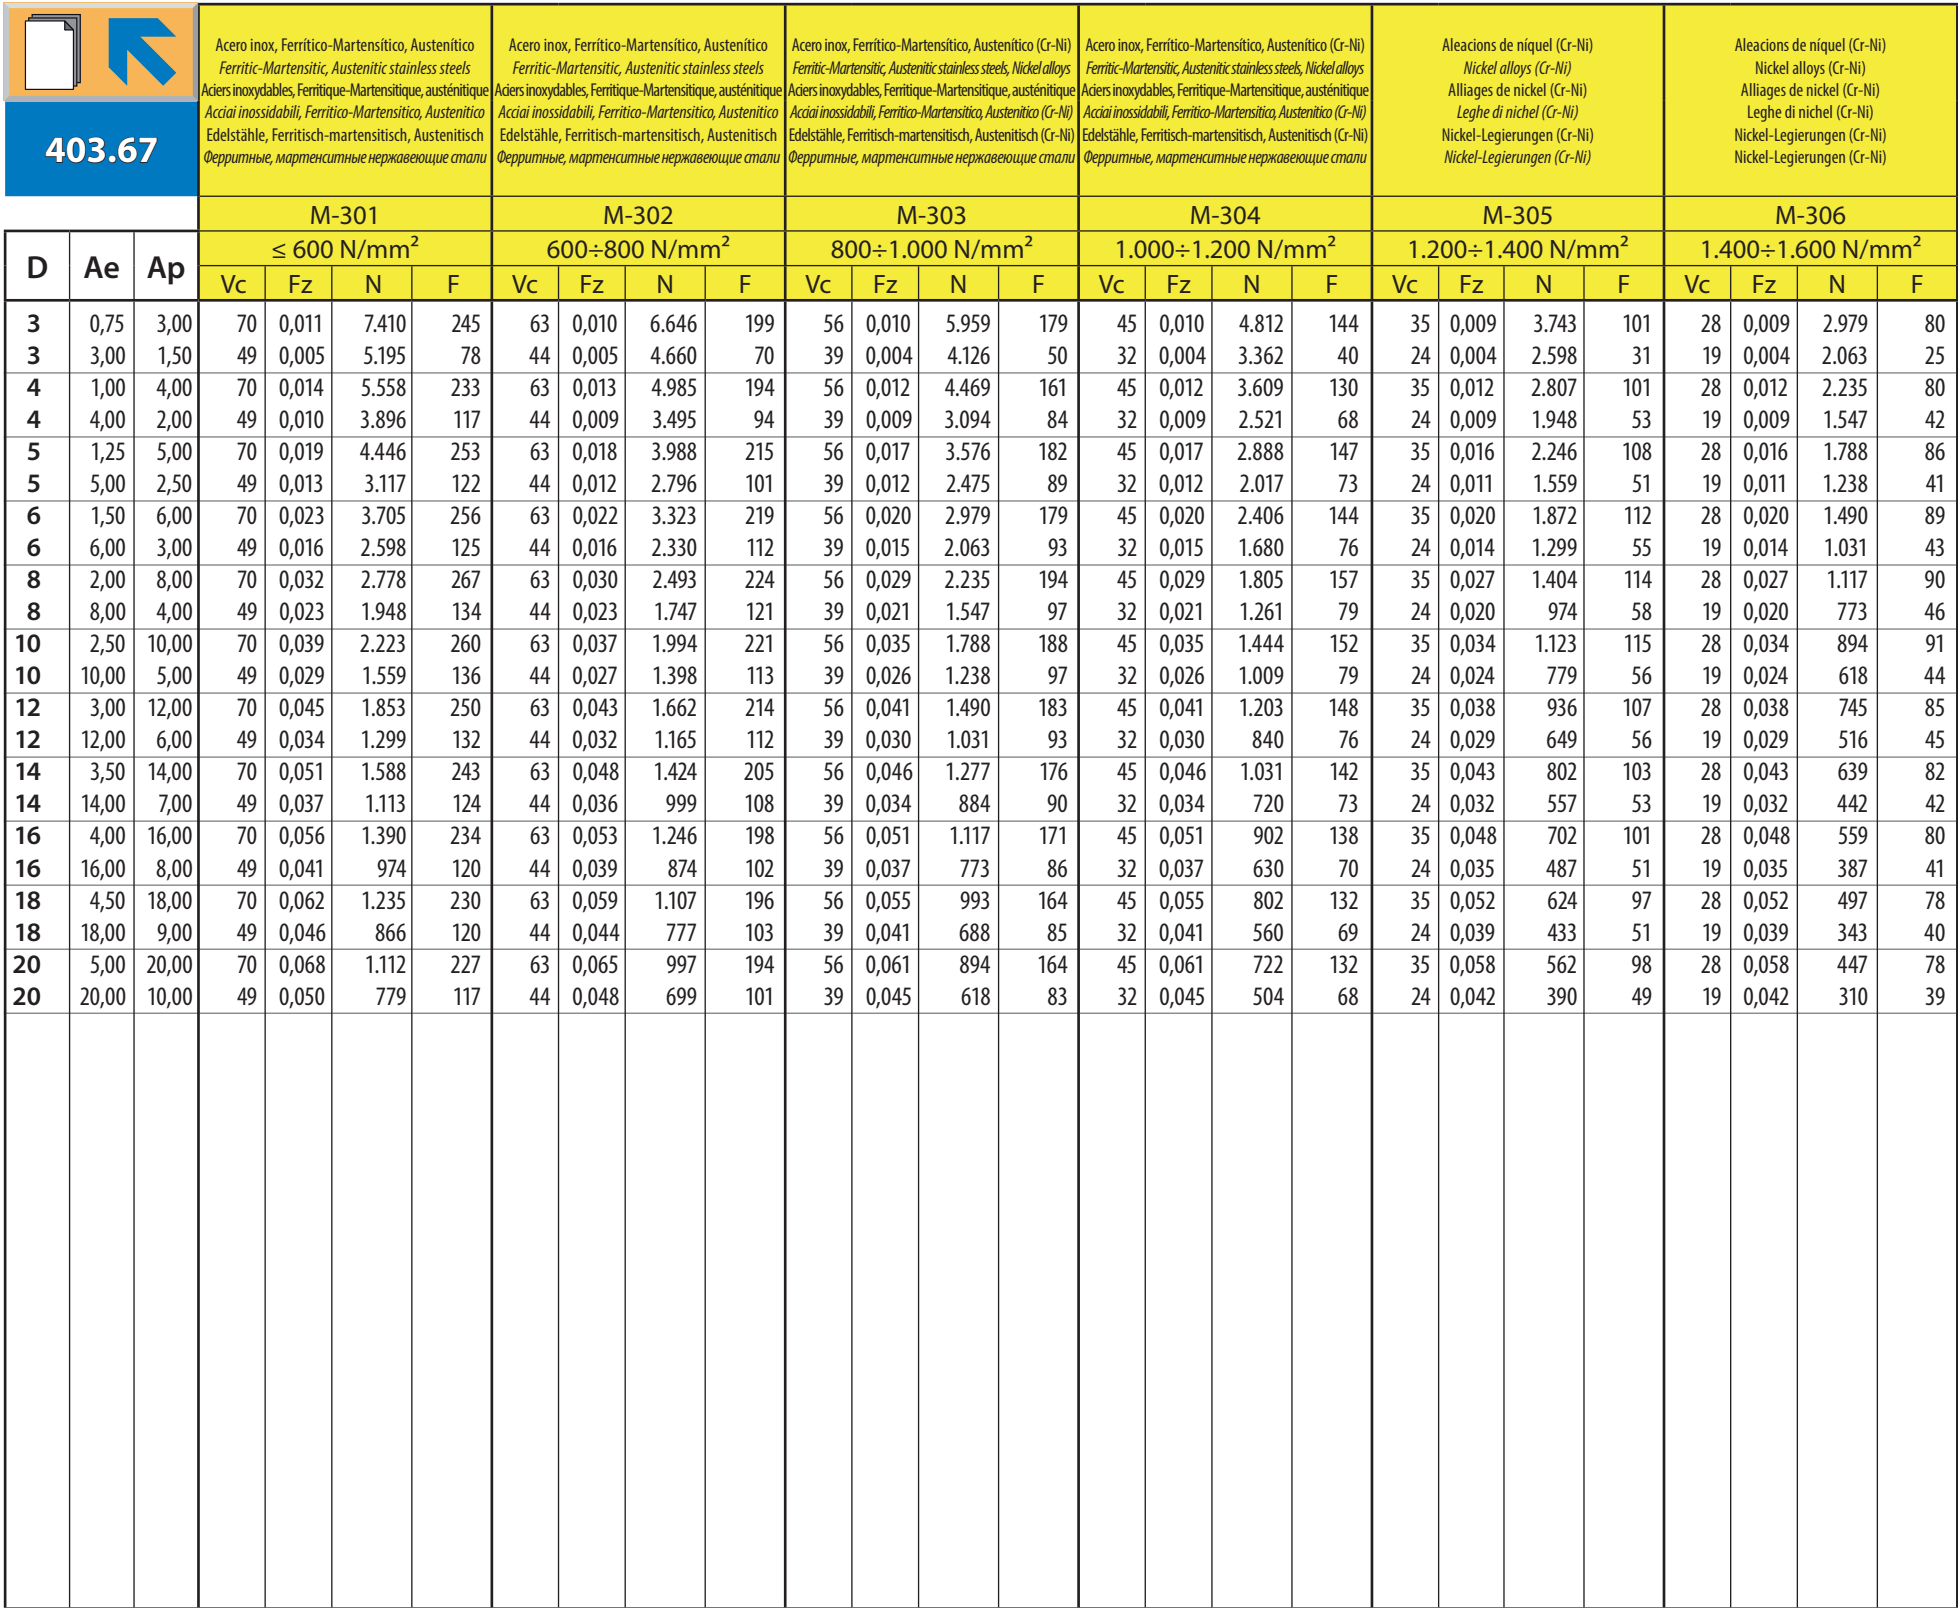 403.67
Acero inox, Ferrítico-Martensítico, Austenítico
Ferritic-Martensitic, Austenitic stainless steels
Aciers inoxydables, Ferritique-Martensitique, austénitique
Acciai inossidabili, Ferritico-Martensitico, Austenitico
Edelstähle, Ferritisch-martensitisch, Austenitisch
Ферритные, мартенситные нержавеющие стали
Acero inox, Ferrítico-Martensítico, Austenítico
Ferritic-Martensitic, Austenitic stainless steels
Aciers inoxydables, Ferritique-Martensitique, austénitique
Acciai inossidabili, Ferritico-Martensitico, Austenitico
Edelstähle, Ferritisch-martensitisch, Austenitisch
Ферритные, мартенситные нержавеющие стали
Acero inox, Ferrítico-Martensítico, Austenítico (Cr-Ni)
Ferritic-Martensitic, Austenitic stainless steels, Nickel alloys
Aciers inoxydables, Ferritique-Martensitique, austénitique
Acciai inossidabili, Ferritico-Martensitico, Austenitico (Cr-Ni)
Edelstähle, Ferritisch-martensitisch, Austenitisch (Cr-Ni)
Ферритные, мартенситные нержавеющие стали
Acero inox, Ferrítico-Martensítico, Austenítico (Cr-Ni)
Ferritic-Martensitic, Austenitic stainless steels, Nickel alloys
Aciers inoxydables, Ferritique-Martensitique, austénitique
Acciai inossidabili, Ferritico-Martensitico, Austenitico (Cr-Ni)
Edelstähle, Ferritisch-martensitisch, Austenitisch (Cr-Ni)
Ферритные, мартенситные нержавеющие стали
Aleacions de níquel (Cr-Ni)
Nickel alloys (Cr-Ni)
Alliages de nickel (Cr-Ni)
Leghe di nichel (Cr-Ni)
Nickel-Legierungen (Cr-Ni)
Nickel-Legierungen (Cr-Ni)
Aleacions de níquel (Cr-Ni)
Nickel alloys (Cr-Ni)
Alliages de nickel (Cr-Ni)
Leghe di nichel (Cr-Ni)
Nickel-Legierungen (Cr-Ni)
Nickel-Legierungen (Cr-Ni)
M-301 M-302 M-303 M-304 M-305 M-306
≤ 600 N/mm² 600÷800 N/mm² 800÷1.000 N/mm² 1.000÷1.200 N/mm² 1.200÷1.400 N/mm² 1.400÷1.600 N/mm²
D Ae Ap Vc Fz N F Vc Fz N F Vc Fz N F Vc Fz N F Vc Fz N F Vc Fz N F
3 0,75 3,00 70 0,011 7.410 245 63 0,010 6.646 199 56 0,010 5.959 179 45 0,010 4.812 144 35 0,009 3.743 101 28 0,009 2.979 80
3 3,00 1,50 49 0,005 5.195 78 44 0,005 4.660 70 39 0,004 4.126 50 32 0,004 3.362 40 24 0,004 2.598 31 19 0,004 2.063 25
4 1,00 4,00 70 0,014 5.558 233 63 0,013 4.985 194 56 0,012 4.469 161 45 0,012 3.609 130 35 0,012 2.807 101 28 0,012 2.235 80
4 4,00 2,00 49 0,010 3.896 117 44 0,009 3.495 94 39 0,009 3.094 84 32 0,009 2.521 68 24 0,009 1.948 53 19 0,009 1.547 42
5 1,25 5,00 70 0,019 4.446 253 63 0,018 3.988 215 56 0,017 3.576 182 45 0,017 2.888 147 35 0,016 2.246 108 28 0,016 1.788 86
5 5,00 2,50 49 0,013 3.117 122 44 0,012 2.796 101 39 0,012 2.475 89 32 0,012 2.017 73 24 0,011 1.559 51 19 0,011 1.238 41
6 1,50 6,00 70 0,023 3.705 256 63 0,022 3.323 219 56 0,020 2.979 179 45 0,020 2.406 144 35 0,020 1.872 112 28 0,020 1.490 89
6 6,00 3,00 49 0,016 2.598 125 44 0,016 2.330 112 39 0,015 2.063 93 32 0,015 1.680 76 24 0,014 1.299 55 19 0,014 1.031 43
8 2,00 8,00 70 0,032 2.778 267 63 0,030 2.493 224 56 0,029 2.235 194 45 0,029 1.805 157 35 0,027 1.404 114 28 0,027 1.117 90
8 8,00 4,00 49 0,023 1.948 134 44 0,023 1.747 121 39 0,021 1.547 97 32 0,021 1.261 79 24 0,020 974 58 19 0,020 773 46
10 2,50 10,00 70 0,039 2.223 260 63 0,037 1.994 221 56 0,035 1.788 188 45 0,035 1.444 152 35 0,034 1.123 115 28 0,034 894 91
10 10,00 5,00 49 0,029 1.559 136 44 0,027 1.398 113 39 0,026 1.238 97 32 0,026 1.009 79 24 0,024 779 56 19 0,024 618 44
12 3,00 12,00 70 0,045 1.853 250 63 0,043 1.662 214 56 0,041 1.490 183 45 0,041 1.203 148 35 0,038 936 107 28 0,038 745 85
12 12,00 6,00 49 0,034 1.299 132 44 0,032 1.165 112 39 0,030 1.031 93 32 0,030 840 76 24 0,029 649 56 19 0,029 516 45
14 3,50 14,00 70 0,051 1.588 243 63 0,048 1.424 205 56 0,046 1.277 176 45 0,046 1.031 142 35 0,043 802 103 28 0,043 639 82
14 14,00 7,00 49 0,037 1.113 124 44 0,036 999 108 39 0,034 884 90 32 0,034 720 73 24 0,032 557 53 19 0,032 442 42
16 4,00 16,00 70 0,056 1.390 234 63 0,053 1.246 198 56 0,051 1.117 171 45 0,051 902 138 35 0,048 702 101 28 0,048 559 80
16 16,00 8,00 49 0,041 974 120 44 0,039 874 102 39 0,037 773 86 32 0,037 630 70 24 0,035 487 51 19 0,035 387 41
18 4,50 18,00 70 0,062 1.235 230 63 0,059 1.107 196 56 0,055 993 164 45 0,055 802 132 35 0,052 624 97 28 0,052 497 78
18 18,00 9,00 49 0,046 866 120 44 0,044 777 103 39 0,041 688 85 32 0,041 560 69 24 0,039 433 51 19 0,039 343 40
20 5,00 20,00 70 0,068 1.112 227 63 0,065 997 194 56 0,061 894 164 45 0,061 722 132 35 0,058 562 98 28 0,058 447 78
20 20,00 10,00 49 0,050 779 117 44 0,048 699 101 39 0,045 618 83 32 0,045 504 68 24 0,042 390 49 19 0,042 310 39